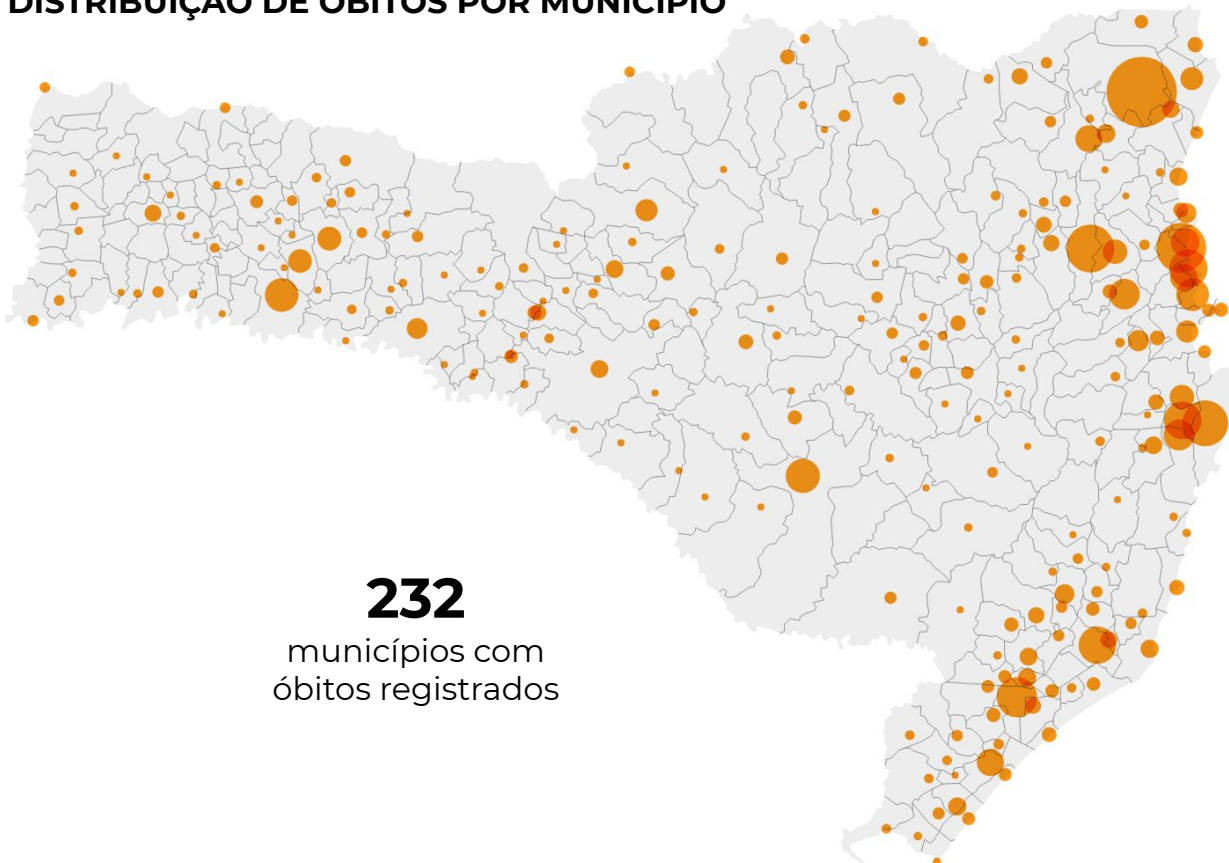 DISTRIBUIÇÃO DE ÓBITOS POR MUNICÍPIO
232
municípios com
óbitos registrados